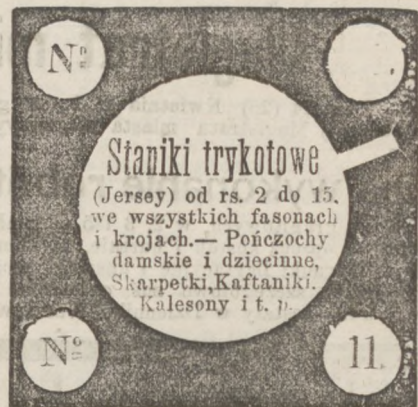 Nº
Staniki trykotowe
(Jersey) od rs. 2 do 15.
we wszystkich fasonach
i krojach.— Pończochy
damskie i dziecinne,
Skarpetki, Kaftaniki.
Kalesony i t. p.
Nº
11